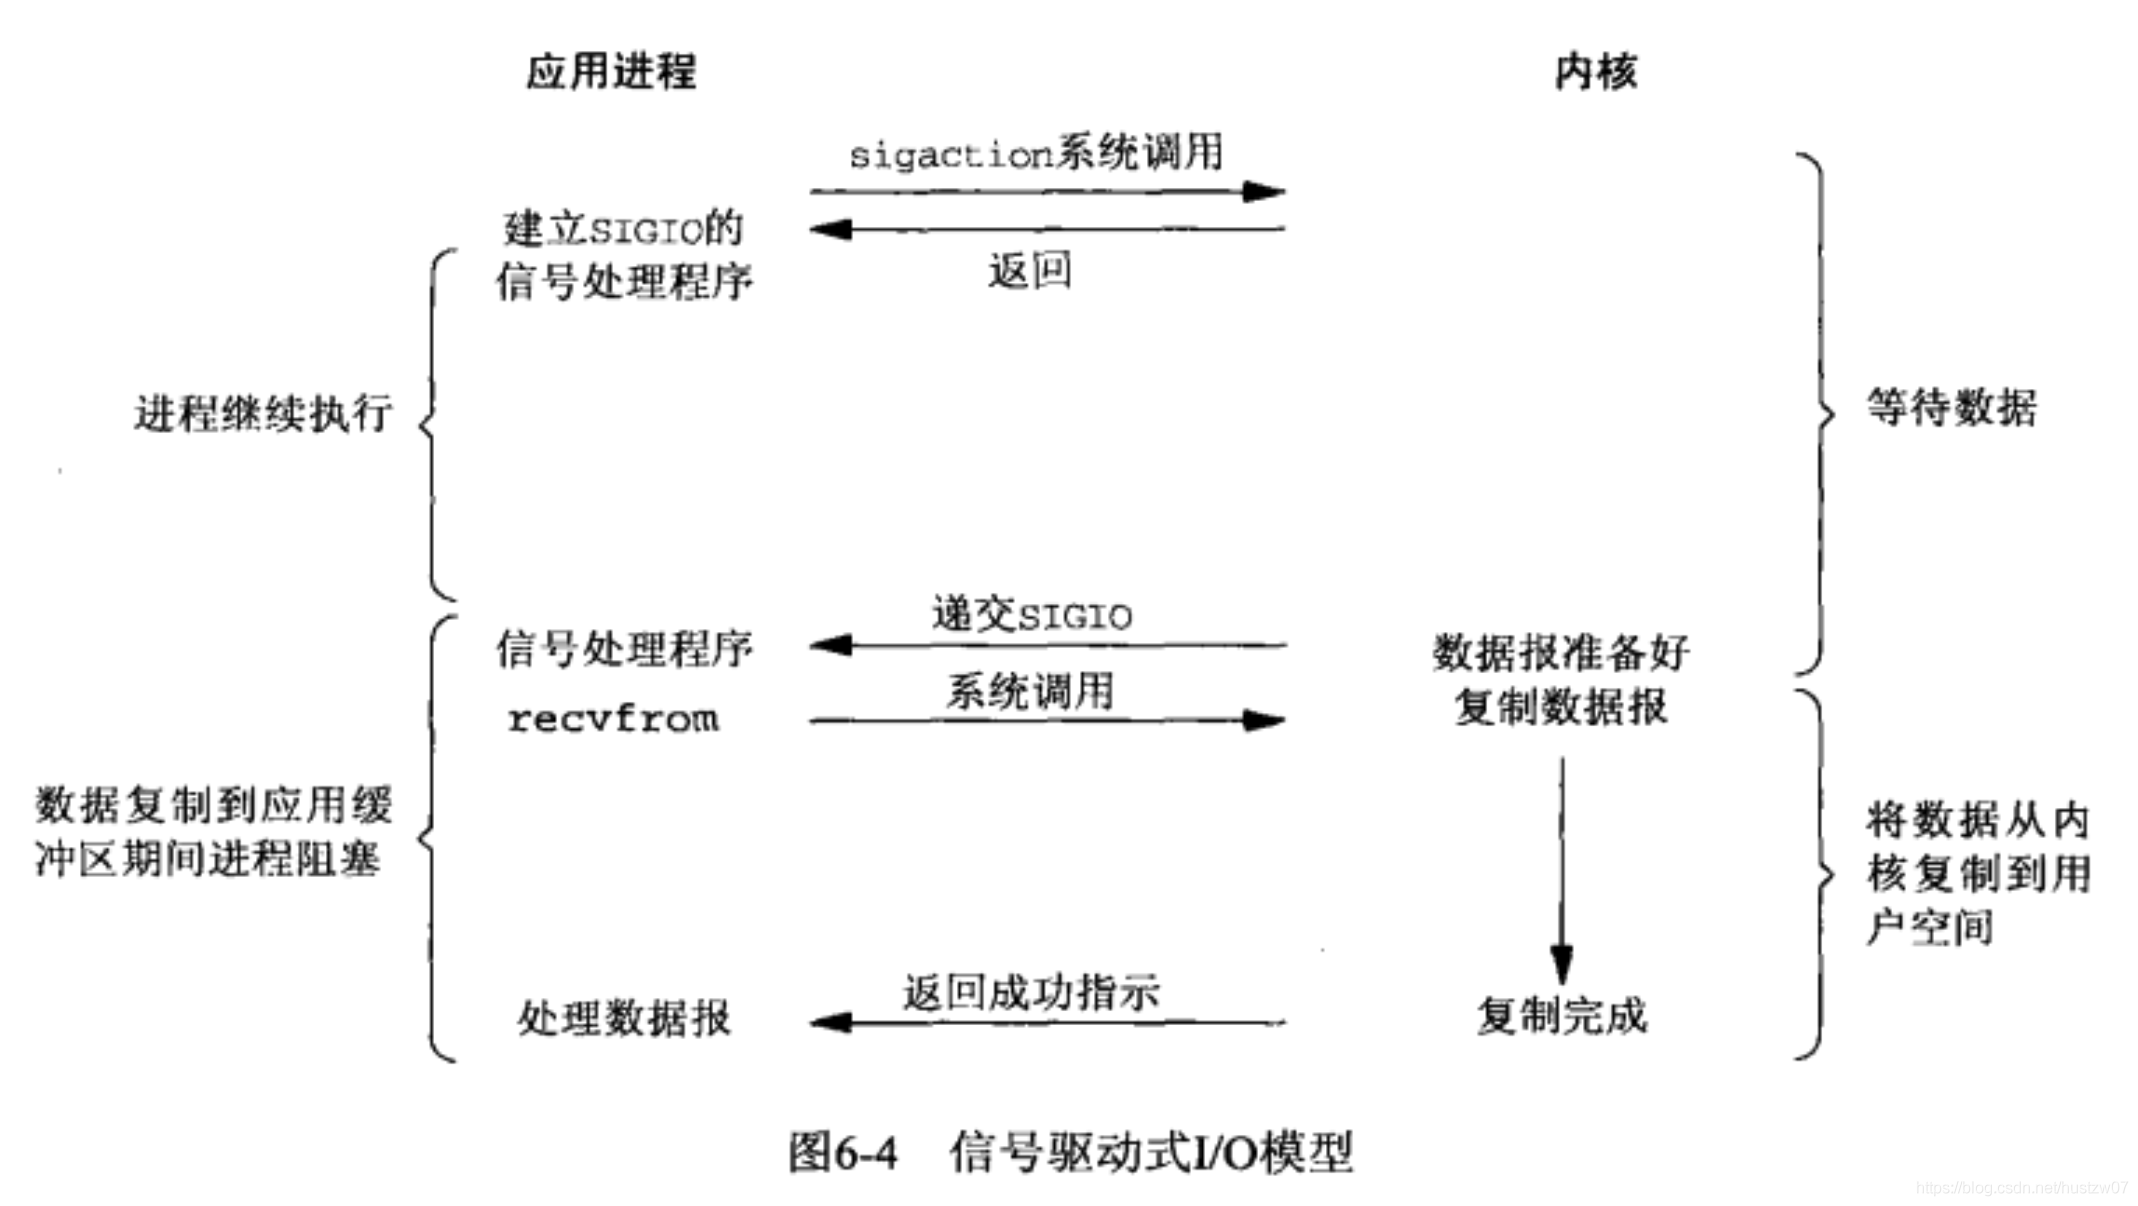 应用进程
内核
sigaction系统调用
建立SIGIO的
信号处理程序
返回
进程继续执行
等待数据
递交SIGIO
信号处理程序
数据报准备好
系统调用
recvfrom
复制数据报
数据复制到应用缓
冲区期间进程阻塞
将数据从内
核复制到用
户空间
返回成功指示
处理数据报
复制完成
图6-4 信号驱动式I/O模型
https://blog.csdn.net/hustzw07